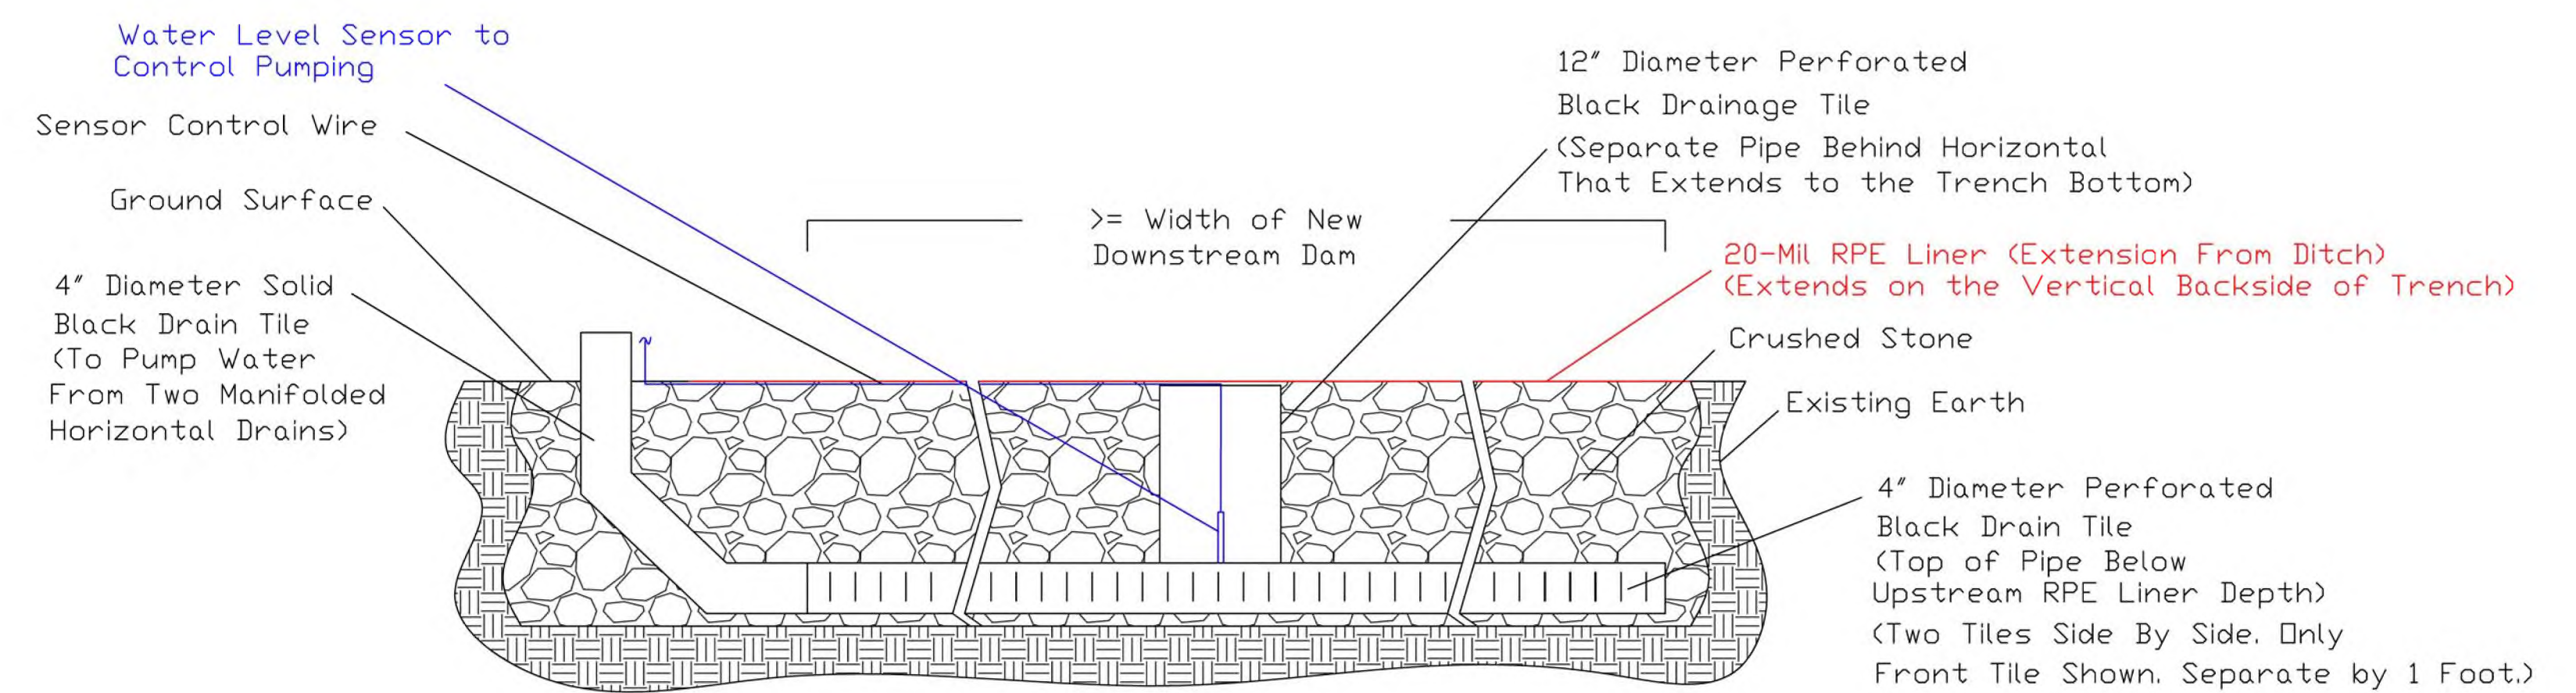 Water Level Sensor to
Control Pumping
Sensor Control Wire
Ground Surface
4" Diameter Solid
Black Drain Tile
(To Pump Water
From Two Manifolded
Horizontal Drains)
>= Width of New
Downstream Dam
12" Diameter Perforated
Black Drainage Tile
(Separate Pipe Behind Horizontal
That Extends to the Trench Bottom)
20-Mil RPE Liner (Extension From Ditch)
(Extends on the Vertical Backside of Trench)
Crushed Stone
Existing Earth
4" Diameter Perforated
Black Drain Tile
(Top of Pipe Below
Upstream RPE Liner Depth)
(Two Tiles Side By Side. Only
Front Tile Shown. Separate by 1 Foot.)